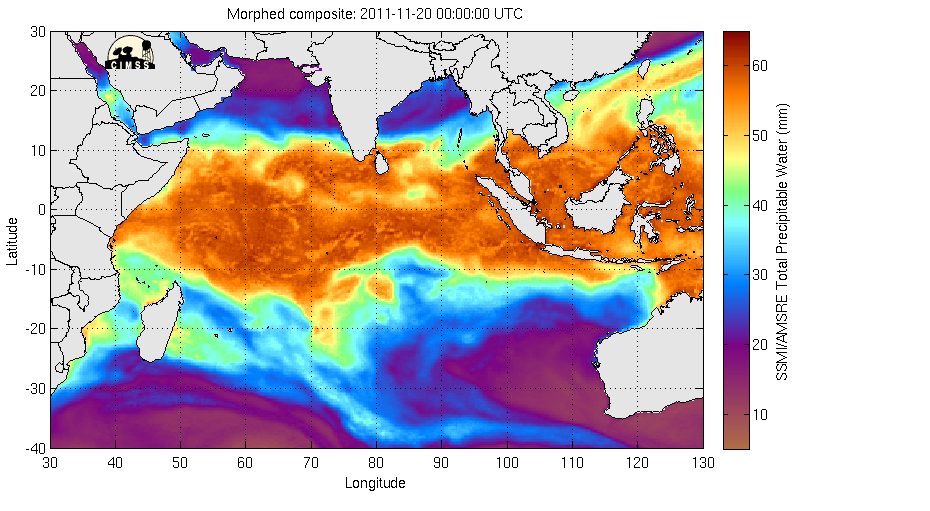 Morphed composite: 2011-11-20 00:00:00 UTC
30
20
10
0
-10
-20
-30
-40
Latitude
CIMSS
30 40 50 60 70 80 90 100 110 120 130
Longitude
60
50
40
30
20
10
SSMI/AMSRE Total Precipitable Water (mm)